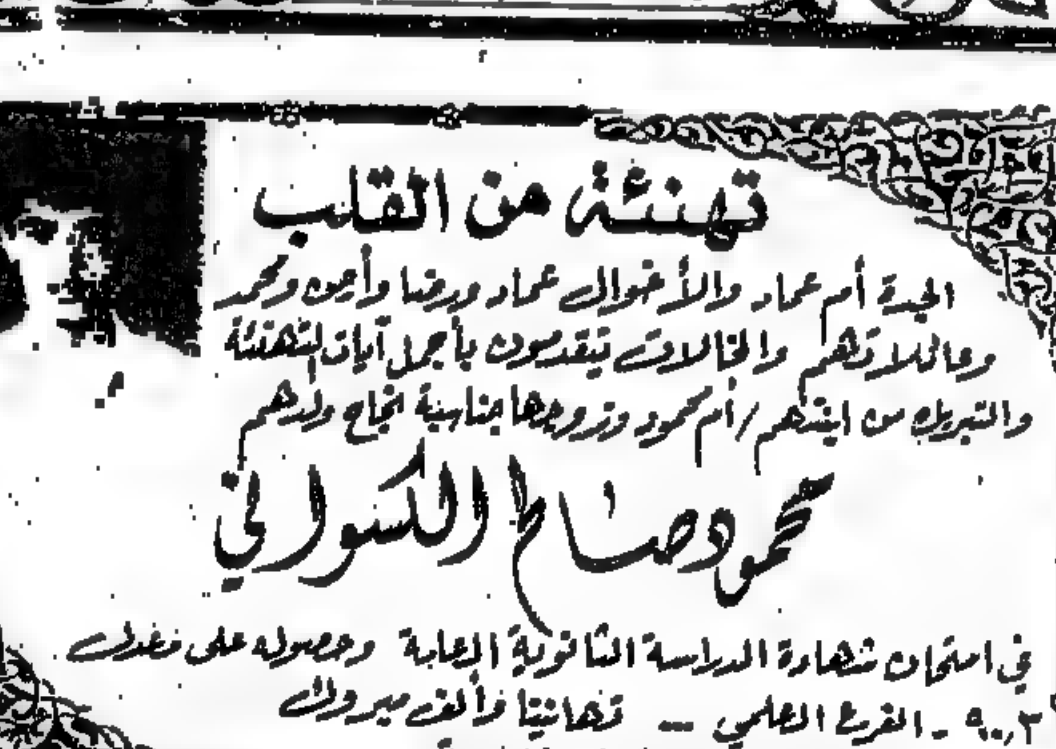 تهنئة من القلب
الجدة أم عماد والأخوال عماد ورضا وأيمن ومحمد
وعائلاتهم والخالات يتقدمون بأجمل آيات التهنئة
والتبريك من ابنتهم / أم محمود وزوجها بمناسبة نجاح ولدهم
محمود صالح الكسواني
في امتحان شهادة الدراسة الثانوية العامة وحصوله على معدل
٩٠,٣ - الفرع العلمي -- تهانينا وألف مبروك